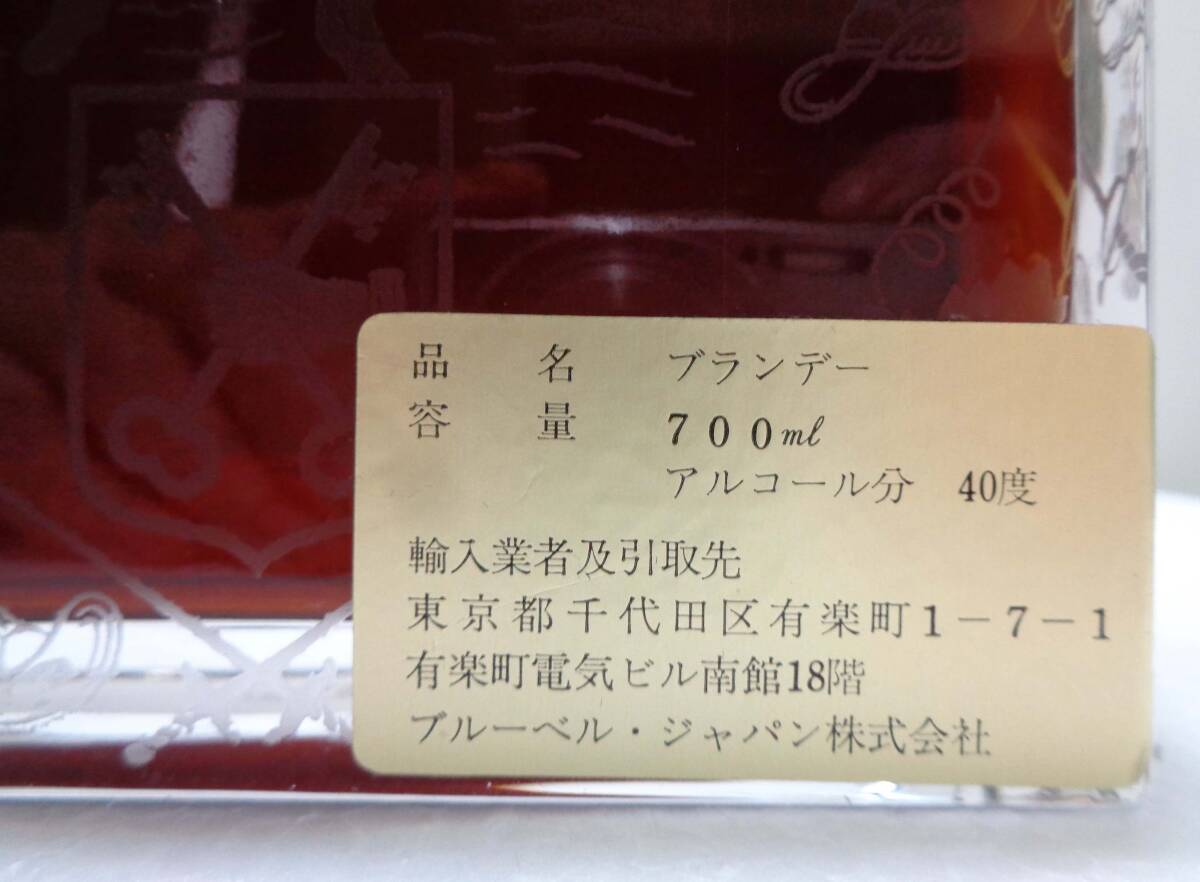 品名 ブランデー
容量 700ml
アルコール分 40度
輸入業者及引取先
東京都千代田区有楽町1-7-1
有楽町電気ビル南館18階
ブルーベル・ジャパン株式会社